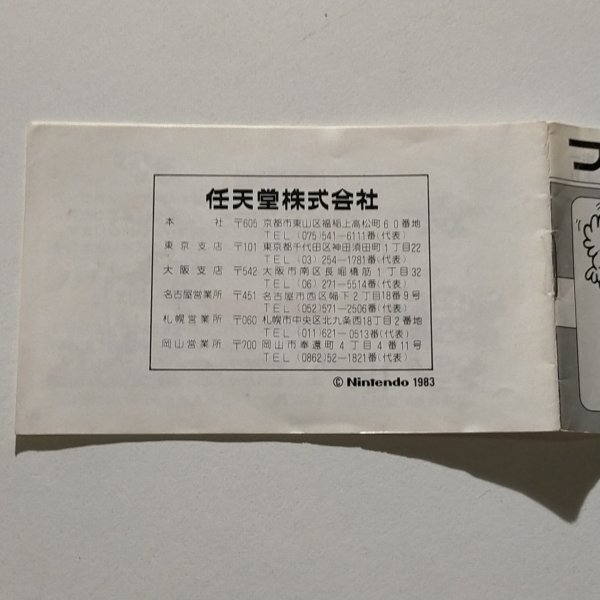 任天堂株式会社
本社 〒605 京都市東山区福稲上高松町60番地
TEL (075)541-6111番(代表)
東京支店 〒101 東京都千代田区神田須田町1丁目22
TEL (03) 254-1781番(代表)
大阪支店 〒542 大阪市南区長堀橋筋1丁目32
TEL (06) 271-5514番(代表)
名古屋営業所 〒451 名古屋市西区幅下2丁目18番9号
TEL (052)571-2506番(代表)
札幌営業所 〒060 札幌市中央区北九条西18丁目2番地
TEL (011)621-0513番(代表)
岡山営業所 〒700 岡山市奉還町4丁目4番11号
TEL (0862)52-1821番(代表)
© Nintendo 1983